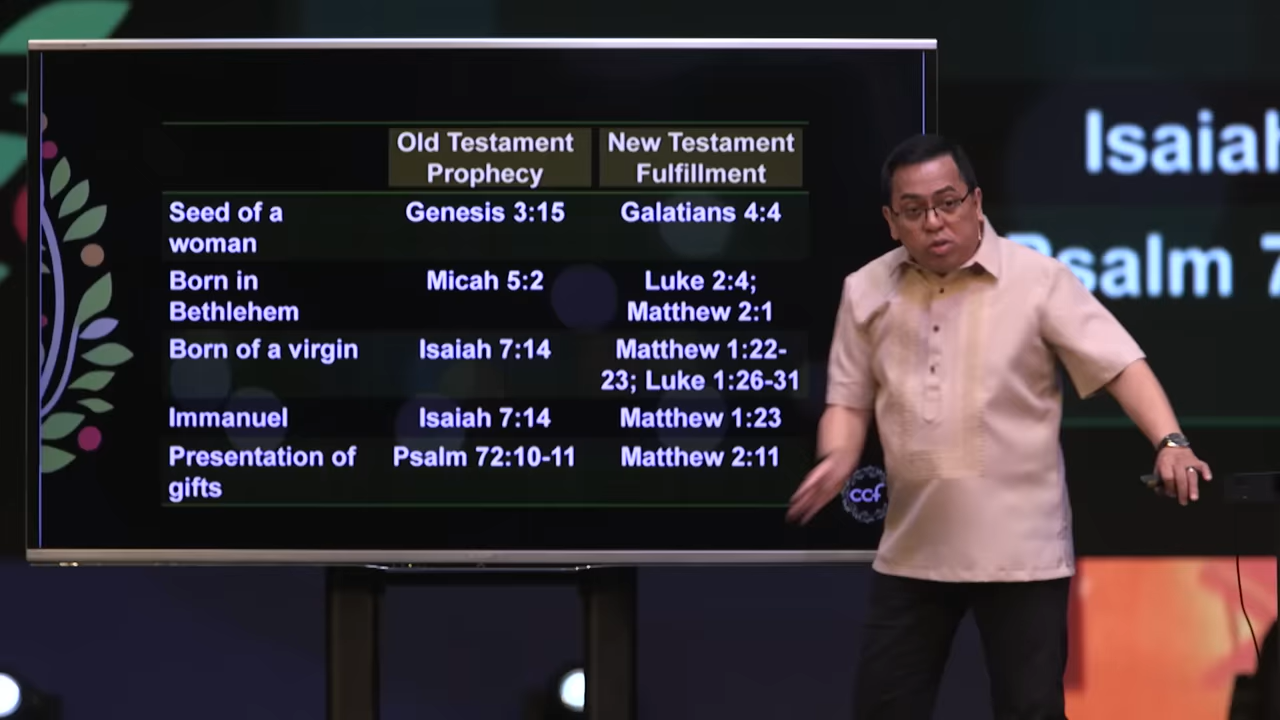 Old Testament New Testament
Prophecy Fulfillment
Seed of a Genesis 3:15 Galatians 4:4
woman
Born in Micah 5:2 Luke 2:4;
Bethlehem Matthew 2:1
Born of a virgin Isaiah 7:14 Matthew 1:22-
23; Luke 1:26-31
Immanuel Isaiah 7:14 Matthew 1:23
Presentation of Psalm 72:10-11 Matthew 2:11
gifts
ccf
Isaiah
Psalm 7